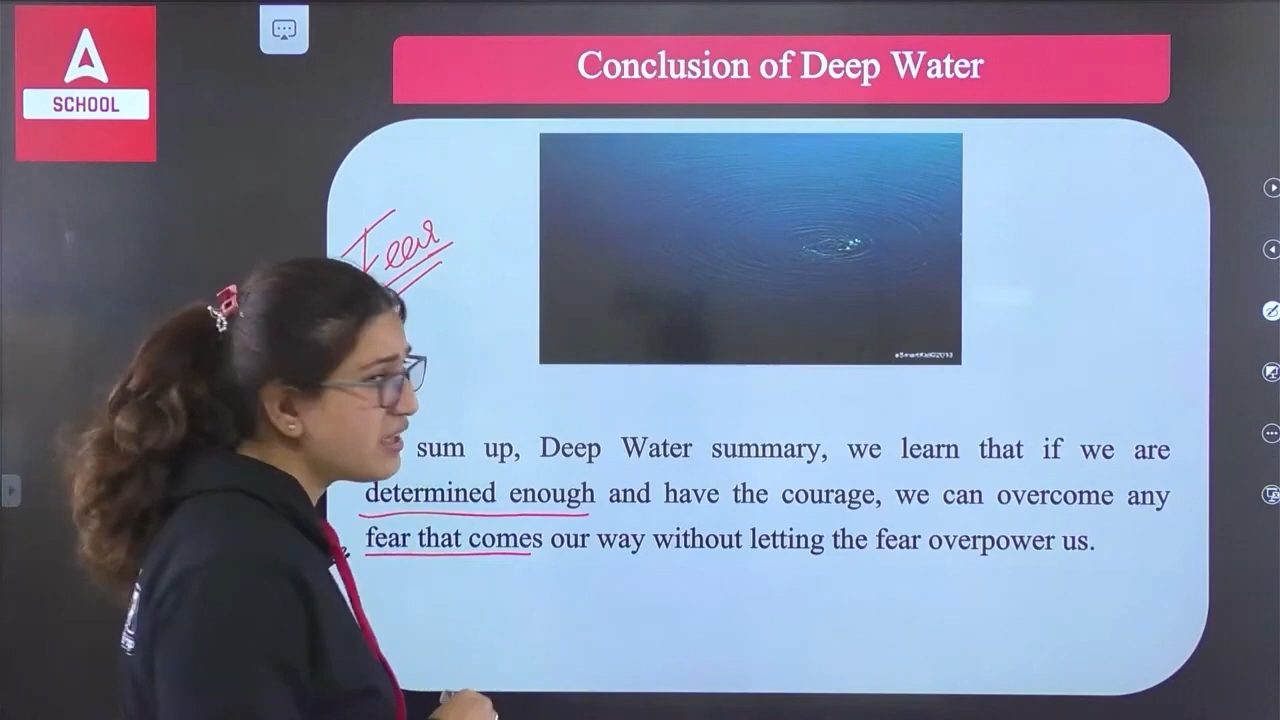 SCHOOL
Conclusion of Deep Water
Fear
sum up, Deep Water summary, we learn that if we are
determined enough and have the courage, we can overcome any
fear that comes our way without letting the fear overpower us.